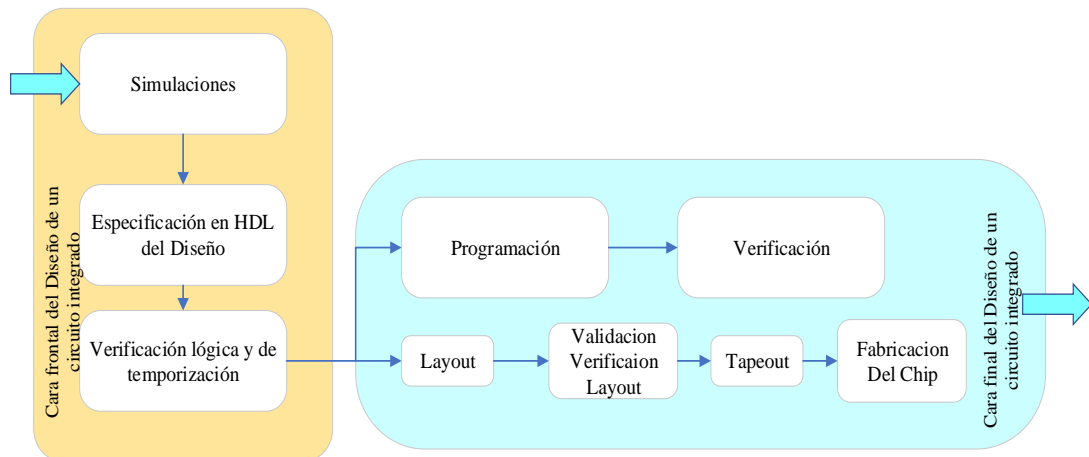 Simulaciones
Especificación en HDL
del Diseño
Verificación lógica y de
temporización
Cara frontal del Diseño de un
circuito integrado
Programación
Verificación
Layout
Validacion
Verificaion
Layout
Tapeout
Fabricacion
Del Chip
Cara final del Diseño de un
circuito integrado